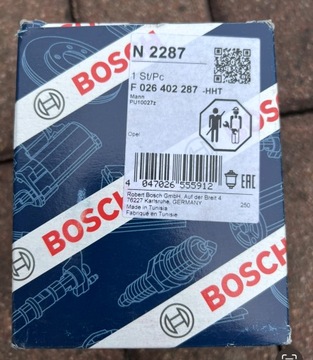 BOSCH
N 2287
1 St/Pc
F 026 402 287 -HHT
Mann
PU10027z
Opel
4 047026 555912
EAC
Robert Bosch GmbH, Auf der Breit 4
76227 Karlsruhe, GERMANY
Made in Tunisia
Fabriqué en Tunisie
250
BOSCH
BOSCH